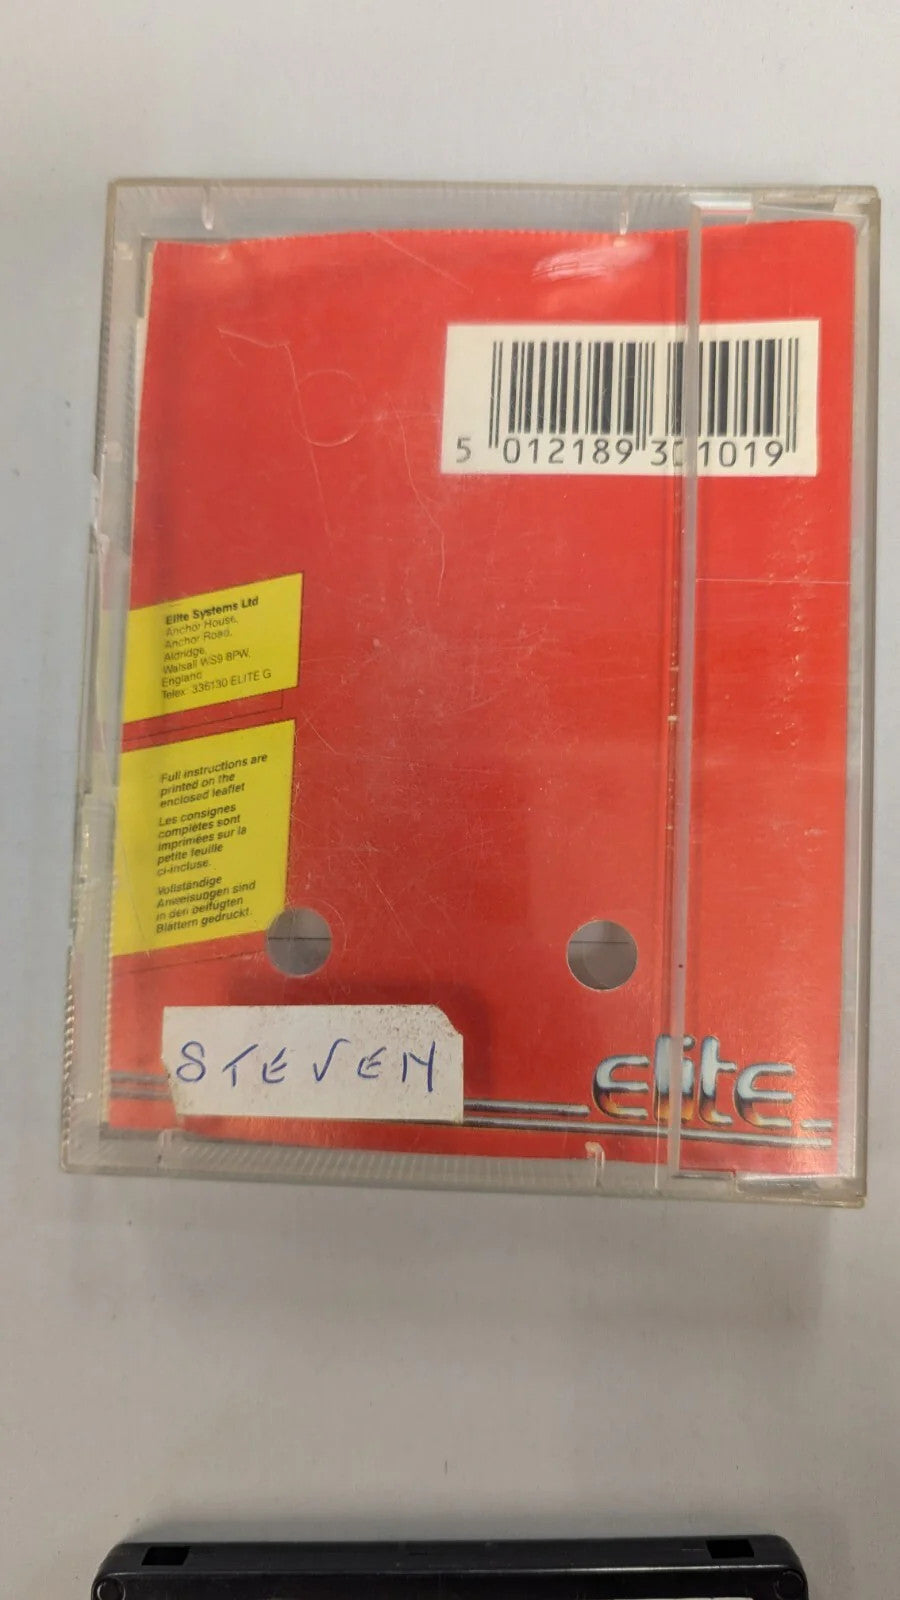 5 012189 301019
Elite Systems Ltd
Anchor House,
Anchor Road,
Aldridge,
Walsall WS9 8PW,
England
Telex: 336130 ELITE G
Full instructions are
printed on the
enclosed leaflet
Les consignes
complètes sont
imprimées sur la
petite feuille
ci-incluse.
Vollständige
Anweisungen sind
in den beifugten
Blättern gedruckt.
STEVEN
elite